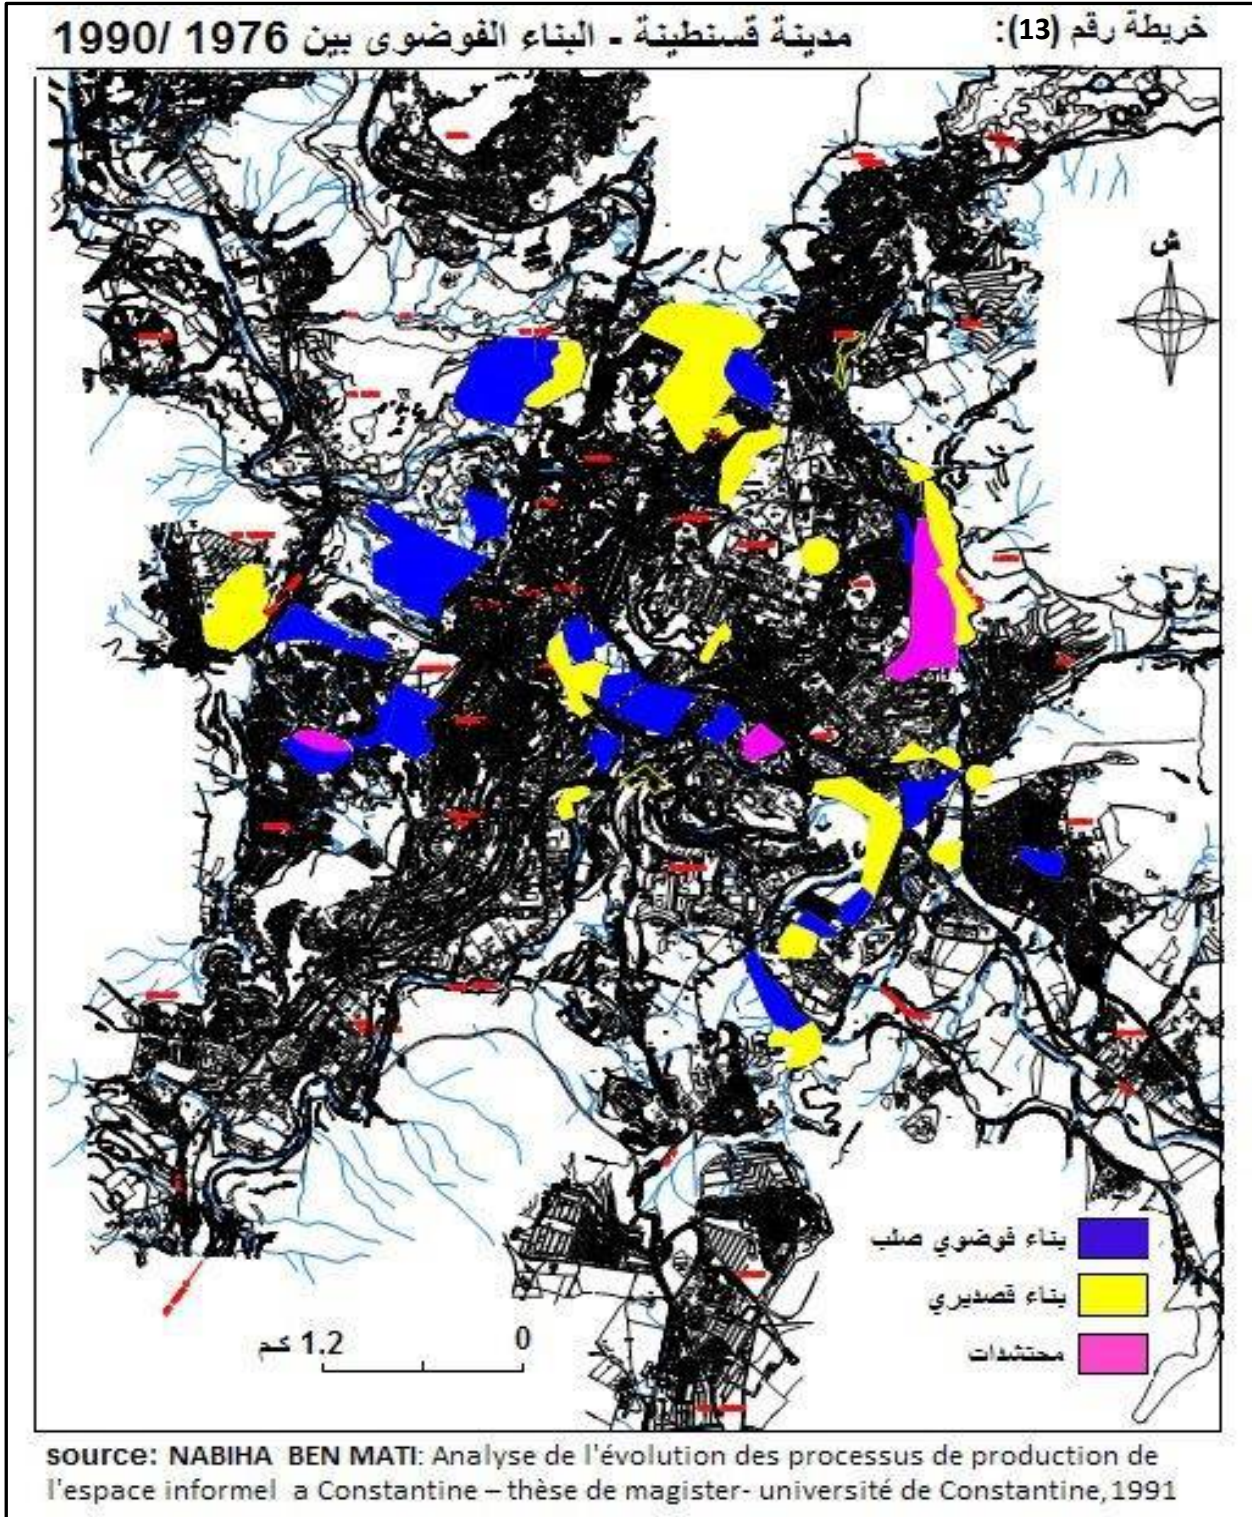 خريطة رقم (13):
مدينة قسنطينة - البناء الفوضوى بين 1976 /1990
ش
بناء فوضوي صلب
بناء قصديري
محتشدات
0 1.2 كم
source: NABIHA BEN MATI: Analyse de l'évolution des processus de production de
l'espace informel a Constantine – thèse de magister- université de Constantine,1991